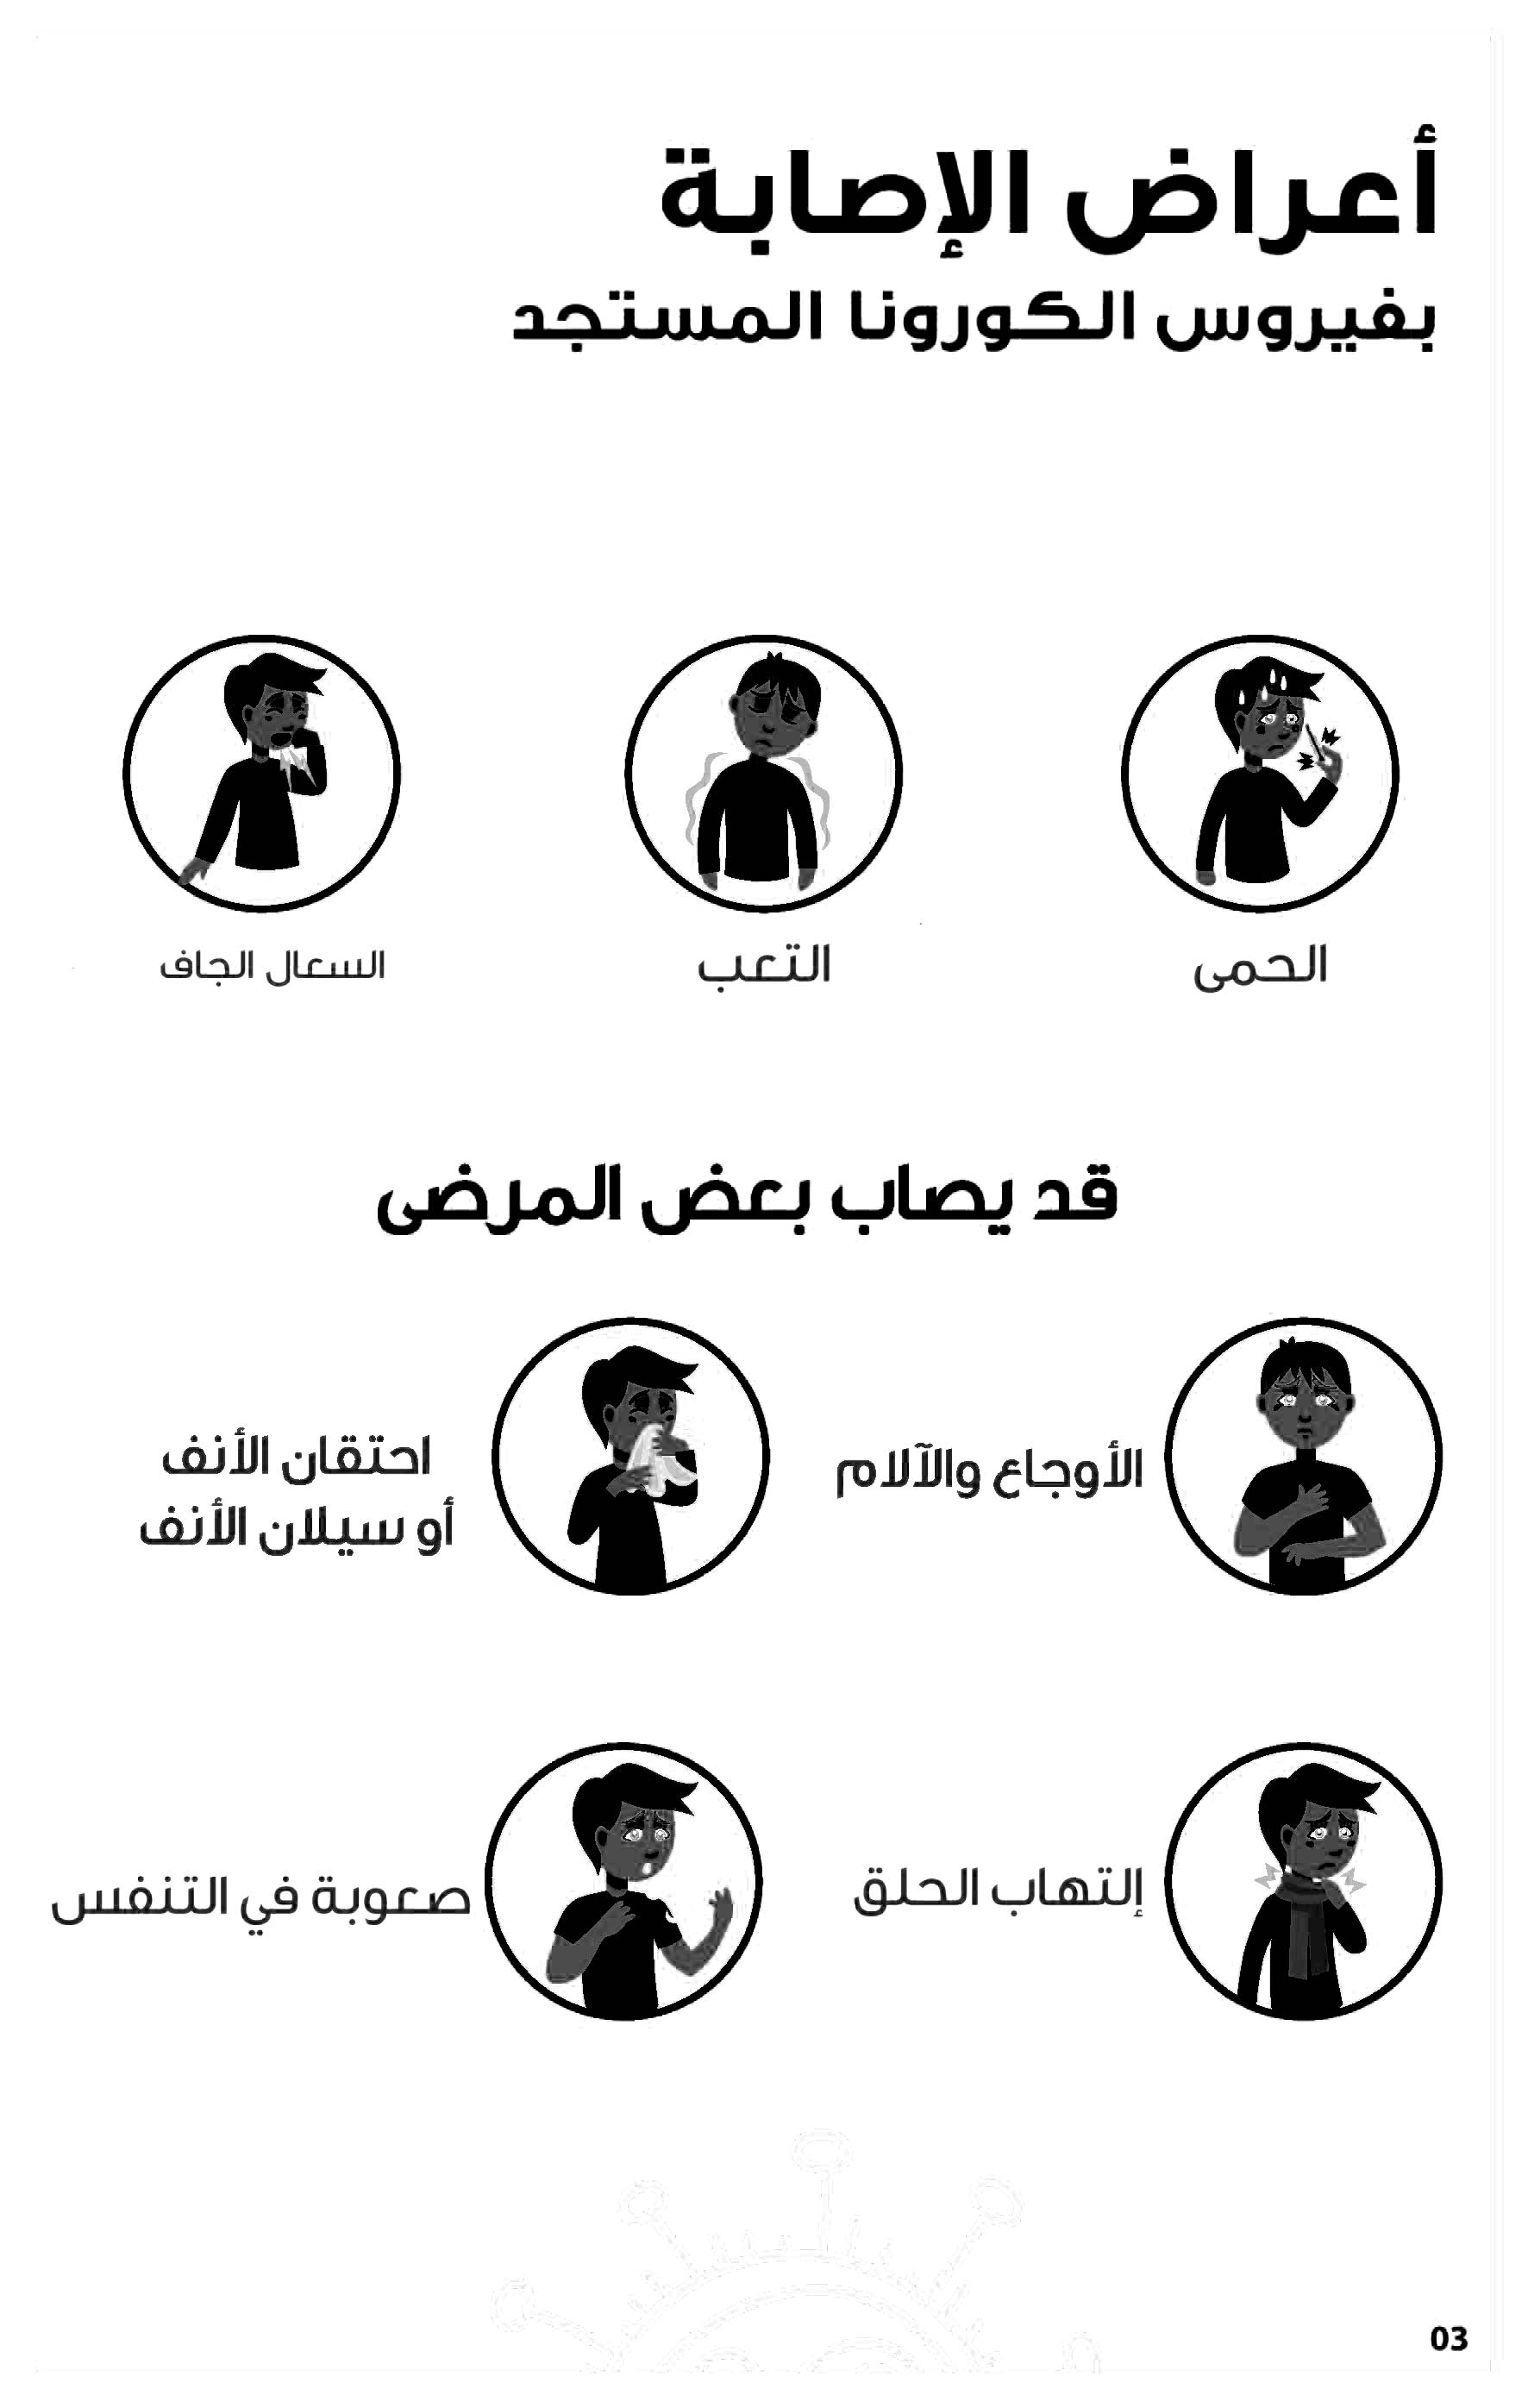 أعراض الإصابة
بفيروس الكورونا المستجد
الحمى
التعب
السعال الجاف
قد يصاب بعض المرضى
الأوجاع والآلام
احتقان الأنف
أو سيلان الأنف
إلتهاب الحلق
صعوبة في التنفس
03